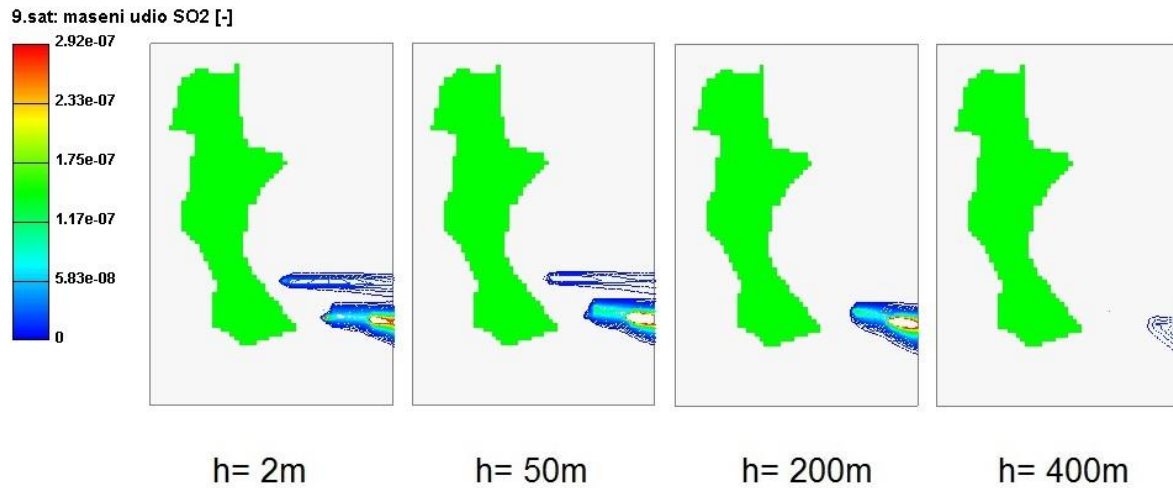 9.sat: maseni udio SO2 [-]
2.92e-07
2.33e-07
1.75e-07
1.17e-07
5.83e-08
0
h= 2m
h= 50m
h= 200m
h= 400m